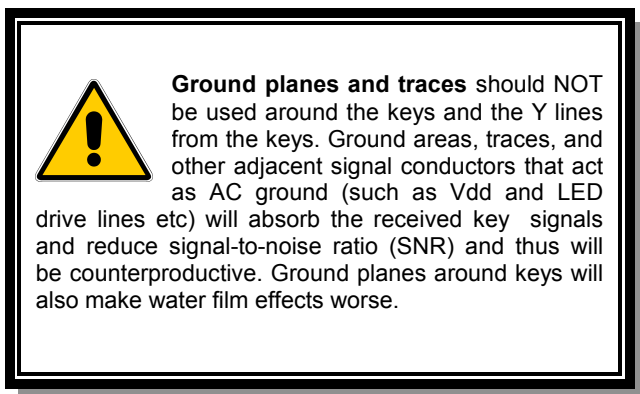 Ground planes and traces should NOT
be used around the keys and the Y lines
from the keys. Ground areas, traces, and
other adjacent signal conductors that act
as AC ground (such as Vdd and LED
drive lines etc) will absorb the received key signals
and reduce signal-to-noise ratio (SNR) and thus will
be counterproductive. Ground planes around keys will
also make water film effects worse.